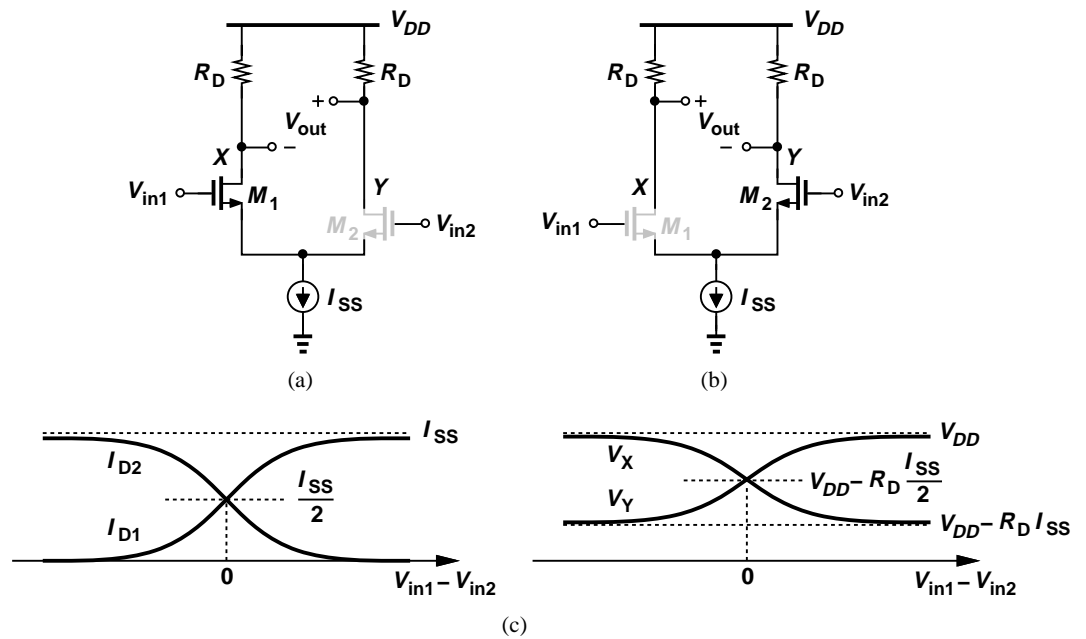 V_DD
R_D
R_D
+
V_out
−
X
Y
V_in1
M_1
M_2
V_in2
I_SS
(a)
V_DD
R_D
R_D
+
V_out
−
Y
X
V_in1
M_1
M_2
V_in2
I_SS
(b)
I_SS
I_D2
I_SS/2
I_D1
0
V_in1 − V_in2
V_DD
V_X
V_DD − R_D I_SS/2
V_Y
V_DD − R_D I_SS
0
V_in1 − V_in2
(c)